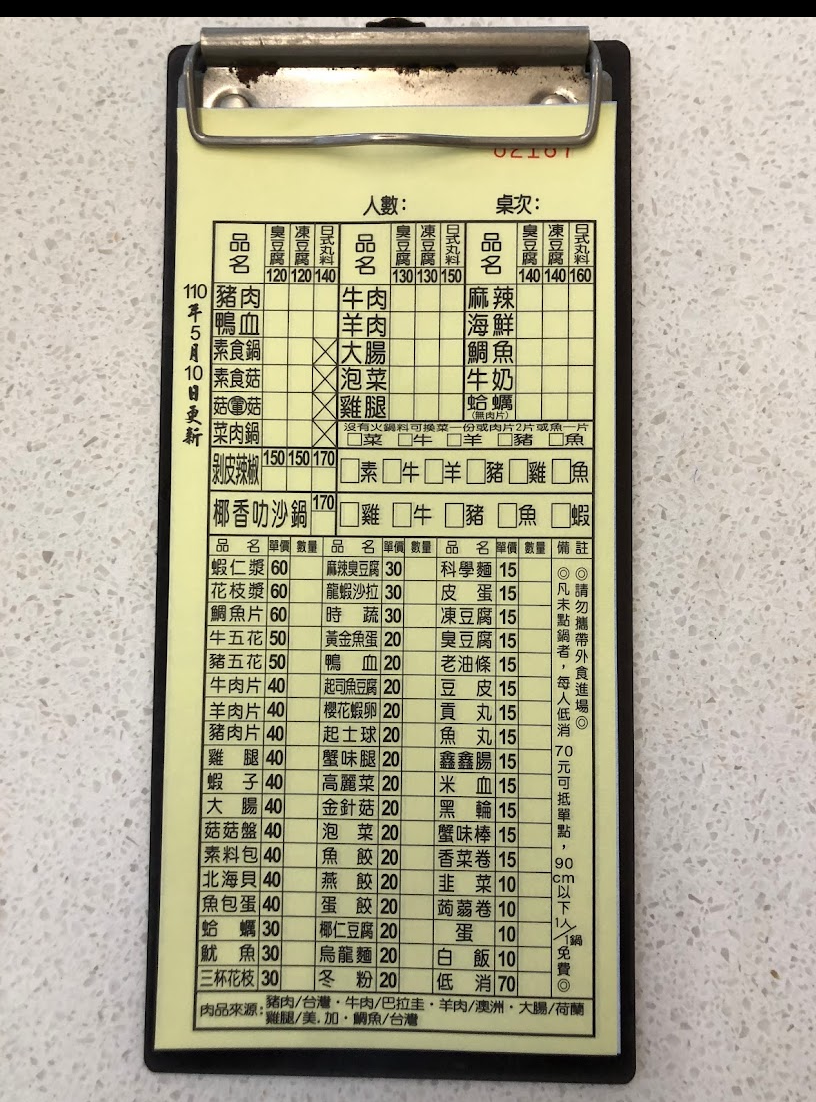 02167
人數： 桌次：
品名 臭豆腐 凍豆腐 日式丸料 品名 臭豆腐 凍豆腐 日式丸料 品名 臭豆腐 凍豆腐 日式丸料
120 120 140 130 130 150 140 140 160
110年5月10日更新
豬肉 牛肉 麻辣
鴨血 羊肉 海鮮
素食鍋 大腸 鯛魚
素食菇 泡菜 牛奶
菇(葷)菇 雞腿 蛤蠣(無肉片)
菜肉鍋 沒有火鍋料可換菜一份或肉片2片或魚一片
□菜 □牛 □羊 □豬 □魚
剝皮辣椒 150 150 170 □素 □牛 □羊 □豬 □雞 □魚
椰香叻沙鍋 170 □雞 □牛 □豬 □魚 □蝦
品名 單價 數量 品名 單價 數量 品名 單價 數量 備註
蝦仁漿 60 麻辣臭豆腐 30 科學麵 15
花枝漿 60 龍蝦沙拉 30 皮蛋 15
鯛魚片 60 時蔬 30 凍豆腐 15
牛五花 50 黃金魚蛋 20 臭豆腐 15
豬五花 50 鴨血 20 老油條 15
牛肉片 40 起司魚豆腐 20 豆皮 15
羊肉片 40 櫻花蝦卵 20 貢丸 15
豬肉片 40 起士球 20 魚丸 15
雞腿 40 蟹味腿 20 鑫鑫腸 15
蝦子 40 高麗菜 20 米血 15
大腸 40 金針菇 20 黑輪 15
菇菇盤 40 泡菜 20 蟹味棒 15
素料包 40 魚餃 20 香菜卷 15
北海貝 40 燕餃 20 韭菜 10
魚包蛋 40 蛋餃 20 蒟蒻卷 10
蛤蠣 30 椰仁豆腐 20 蛋 10
魷魚 30 烏龍麵 20 白飯 10
三杯花枝 30 冬粉 20 低消 70
◎請勿攜帶外食進場◎
◎凡未點鍋者，每人低消70元可抵單點，90cm以下1人/1鍋免費◎
肉品來源：豬肉/台灣・牛肉/巴拉圭・羊肉/澳洲・大腸/荷蘭
雞腿/美.加・鯛魚/台灣